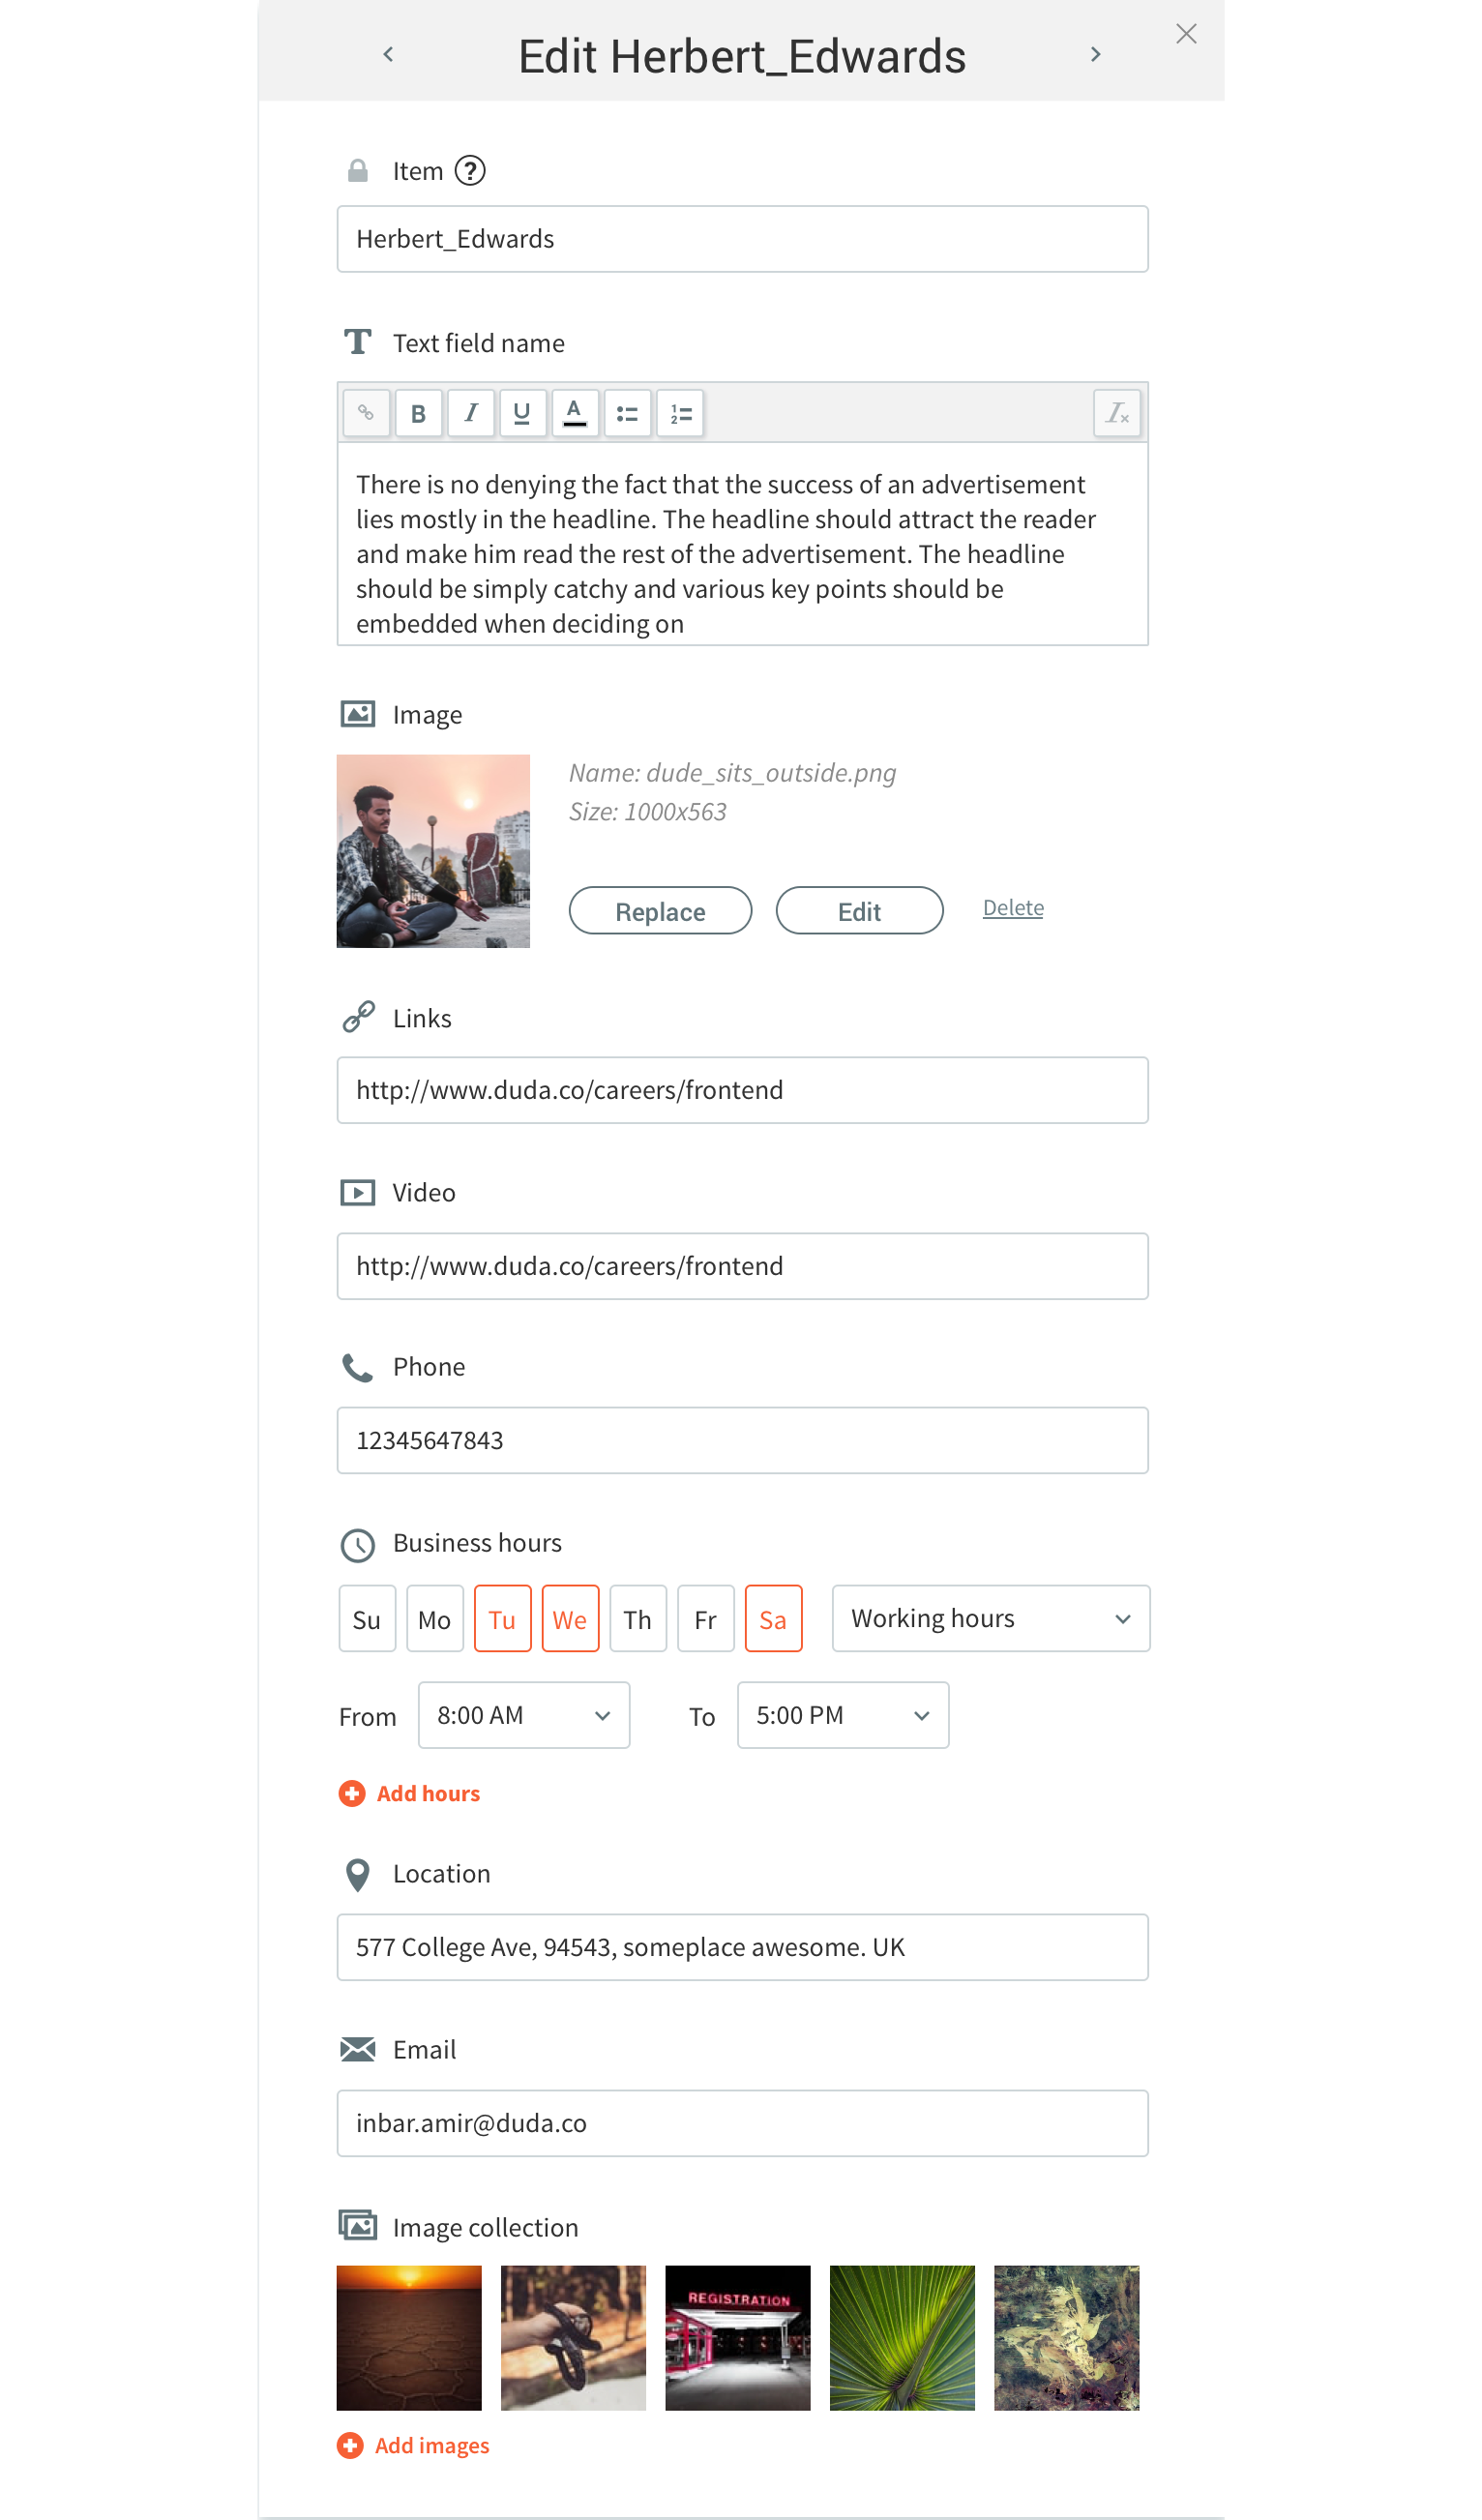 Edit Herbert_Edwards
Item ?
Herbert_Edwards
T Text field name
B I U A 1 2 Ix
There is no denying the fact that the success of an advertisement
lies mostly in the headline. The headline should attract the reader
and make him read the rest of the advertisement. The headline
should be simply catchy and various key points should be
embedded when deciding on
Image
Name: dude_sits_outside.png
Size: 1000x563
Replace Edit Delete
Links
http://www.duda.co/careers/frontend
Video
http://www.duda.co/careers/frontend
Phone
12345647843
Business hours
Su Mo Tu We Th Fr Sa Working hours
From 8:00 AM To 5:00 PM
Add hours
Location
577 College Ave, 94543, someplace awesome. UK
Email
inbar.amir@duda.co
Image collection
REGISTRATION
Add images